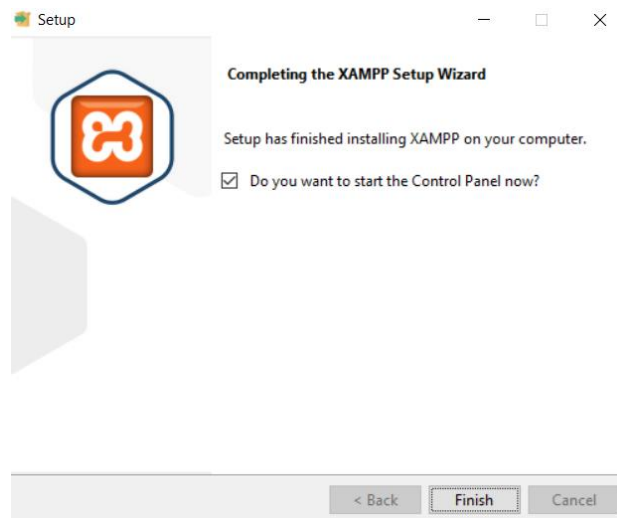 Setup
Completing the XAMPP Setup Wizard
Setup has finished installing XAMPP on your computer.
Do you want to start the Control Panel now?
< Back
Finish
Cancel